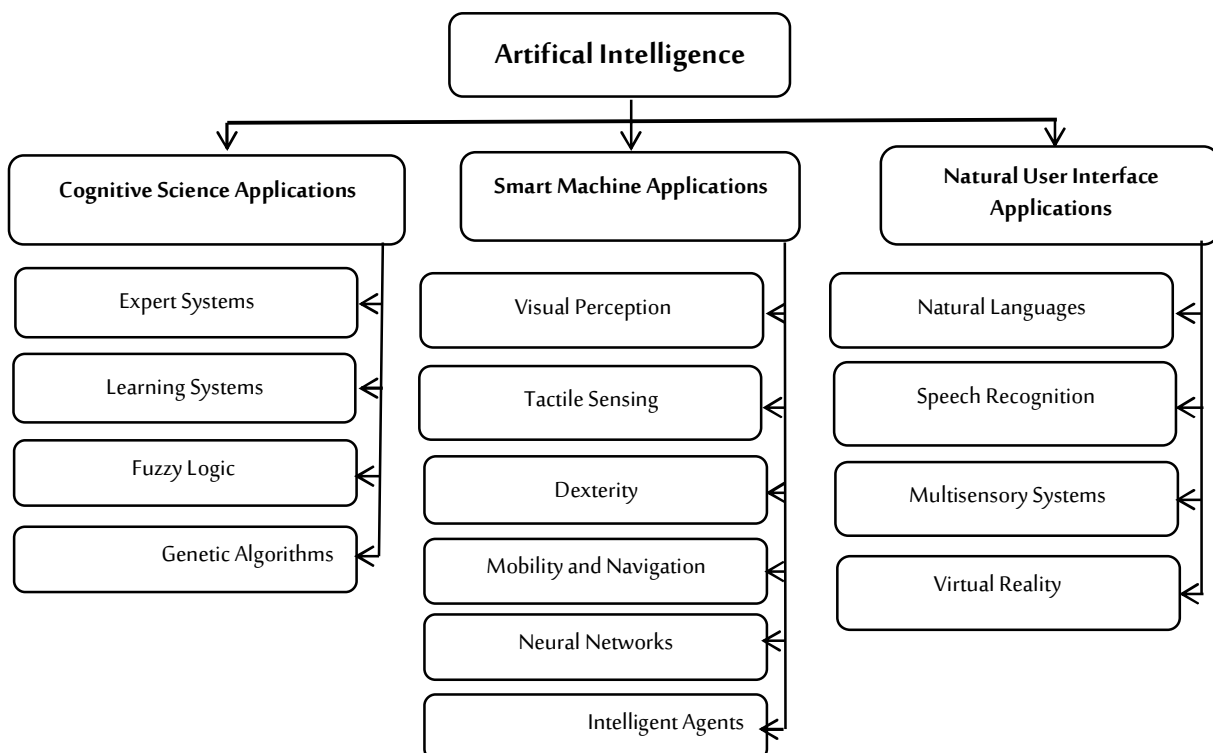 Artifical Intelligence
Cognitive Science Applications
Expert Systems
Learning Systems
Fuzzy Logic
Genetic Algorithms
Smart Machine Applications
Visual Perception
Tactile Sensing
Dexterity
Mobility and Navigation
Neural Networks
Intelligent Agents
Natural User Interface
Applications
Natural Languages
Speech Recognition
Multisensory Systems
Virtual Reality